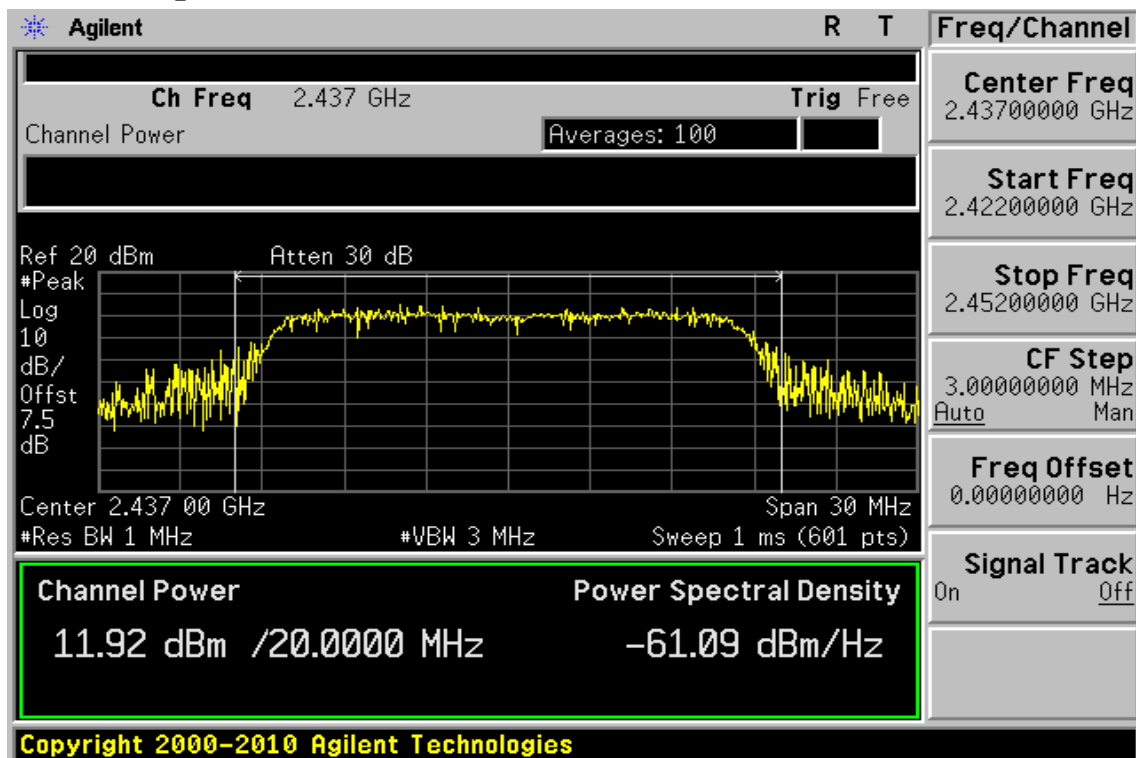 Agilent R T
Ch Freq 2.437 GHz Trig Free
Channel Power Averages: 100
Ref 20 dBm Atten 30 dB
#Peak
Log
10
dB/
Offst
7.5
dB
Center 2.437 00 GHz Span 30 MHz
#Res BW 1 MHz #VBW 3 MHz Sweep 1 ms (601 pts)
Channel Power Power Spectral Density
11.92 dBm /20.0000 MHz -61.09 dBm/Hz
Copyright 2000-2010 Agilent Technologies
Freq/Channel
Center Freq
2.43700000 GHz
Start Freq
2.42200000 GHz
Stop Freq
2.45200000 GHz
CF Step
3.00000000 MHz
Auto Man
Freq Offset
0.00000000 Hz
Signal Track
On Off